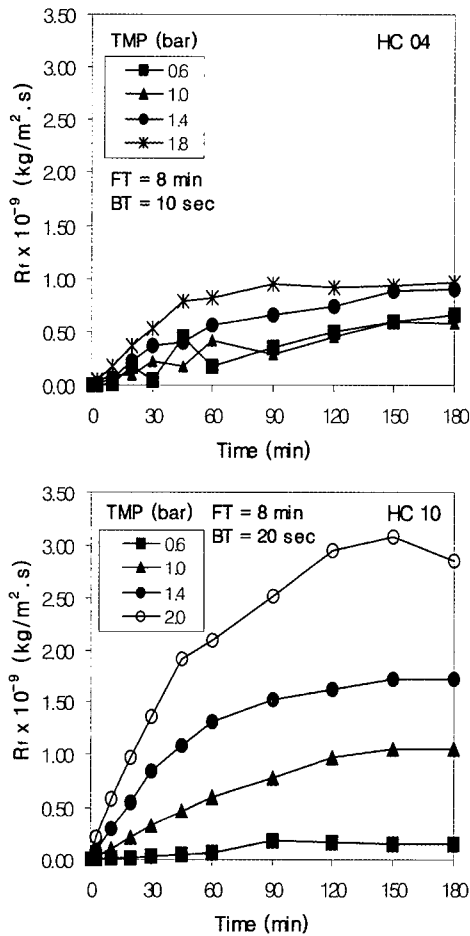 TMP (bar)
HC 04
0.6
1.0
1.4
1.8
FT = 8 min
BT = 10 sec
Rf x 10⁻⁹ (kg/m².s)
3.50
3.00
2.50
2.00
1.50
1.00
0.50
0.00
0 30 60 90 120 150 180
Time (min)
TMP (bar)
FT = 8 min
BT = 20 sec
HC 10
0.6
1.0
1.4
2.0
Rf x 10⁻⁹ (kg/m².s)
3.50
3.00
2.50
2.00
1.50
1.00
0.50
0.00
0 30 60 90 120 150 180
Time (min)